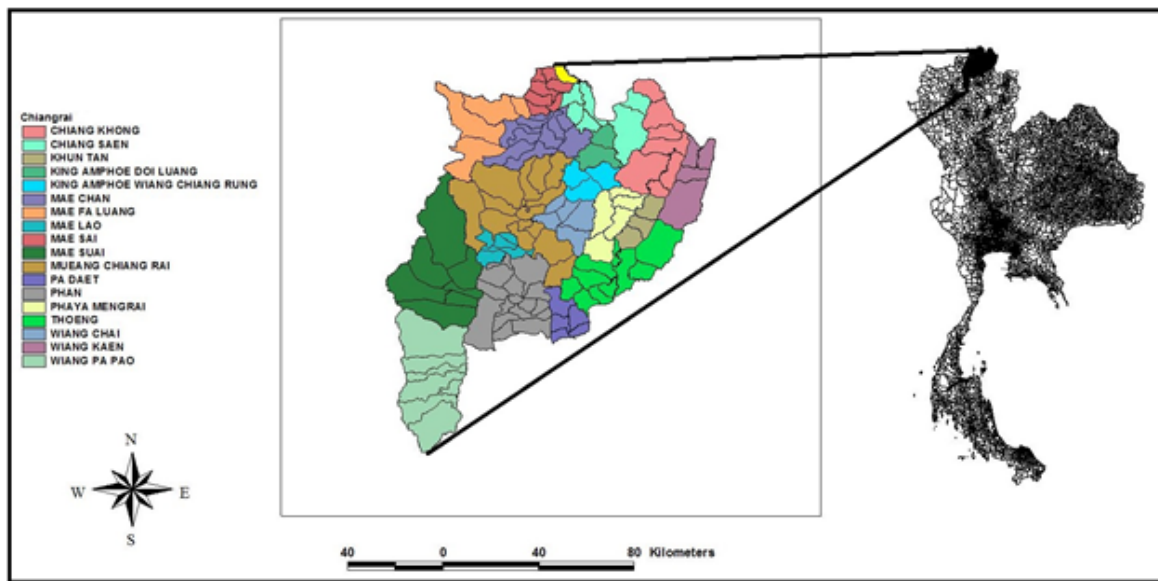 Chiangrai
CHIANG KHONG
CHIANG SAEN
KHUN TAN
KING AMPHOE DOI LUANG
KING AMPHOE WIANG CHIANG RUNG
MAE CHAN
MAE FA LUANG
MAE LAO
MAE SAI
MAE SUAI
MUEANG CHIANG RAI
PA DAET
PHAN
PHAYA MENGRAI
THOENG
WIANG CHAI
WIANG KAEN
WIANG PA PAO
N
W E
S
40 0 40 80 Kilometers